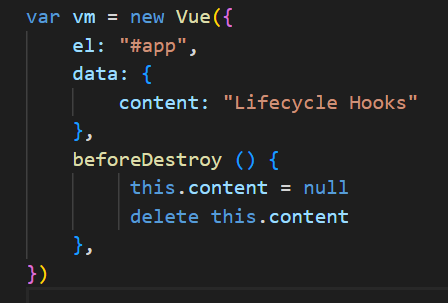 var vm = new Vue({
    el: "#app",
    data: {
        content: "Lifecycle Hooks"
    },
    beforeDestroy () {
         this.content = null
         delete this.content
    },
})